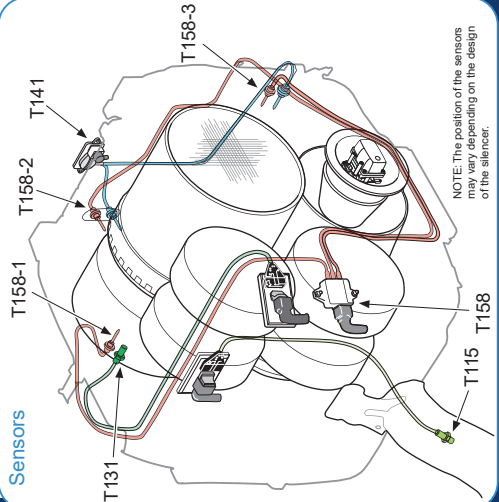 Sensors
T131
T158-1
T158-2
T141
T158-3
T115
T158
NOTE: The position of the sensors
may vary depending on the design
of the silencer.